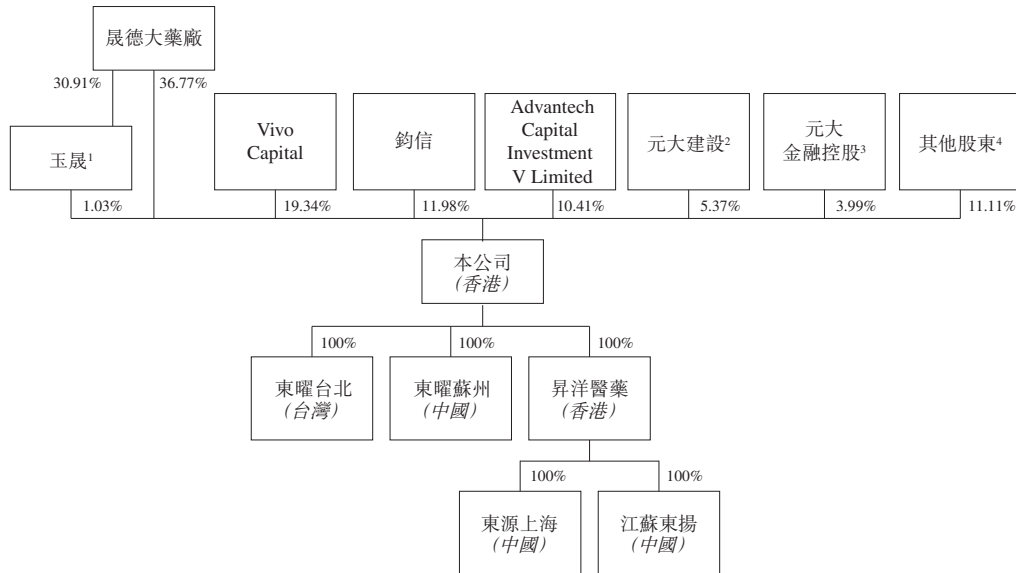 晟德大藥廠
30.91%
36.77%
玉晟¹
Vivo
Capital
鈞信
Advantech
Capital
Investment
V Limited
元大建設²
元大
金融控股³
其他股東⁴
1.03%
19.34%
11.98%
10.41%
5.37%
3.99%
11.11%
本公司
(香港)
100%
100%
100%
東曜台北
(台灣)
東曜蘇州
(中國)
昇洋醫藥
(香港)
100%
100%
東源上海
(中國)
江蘇東揚
(中國)